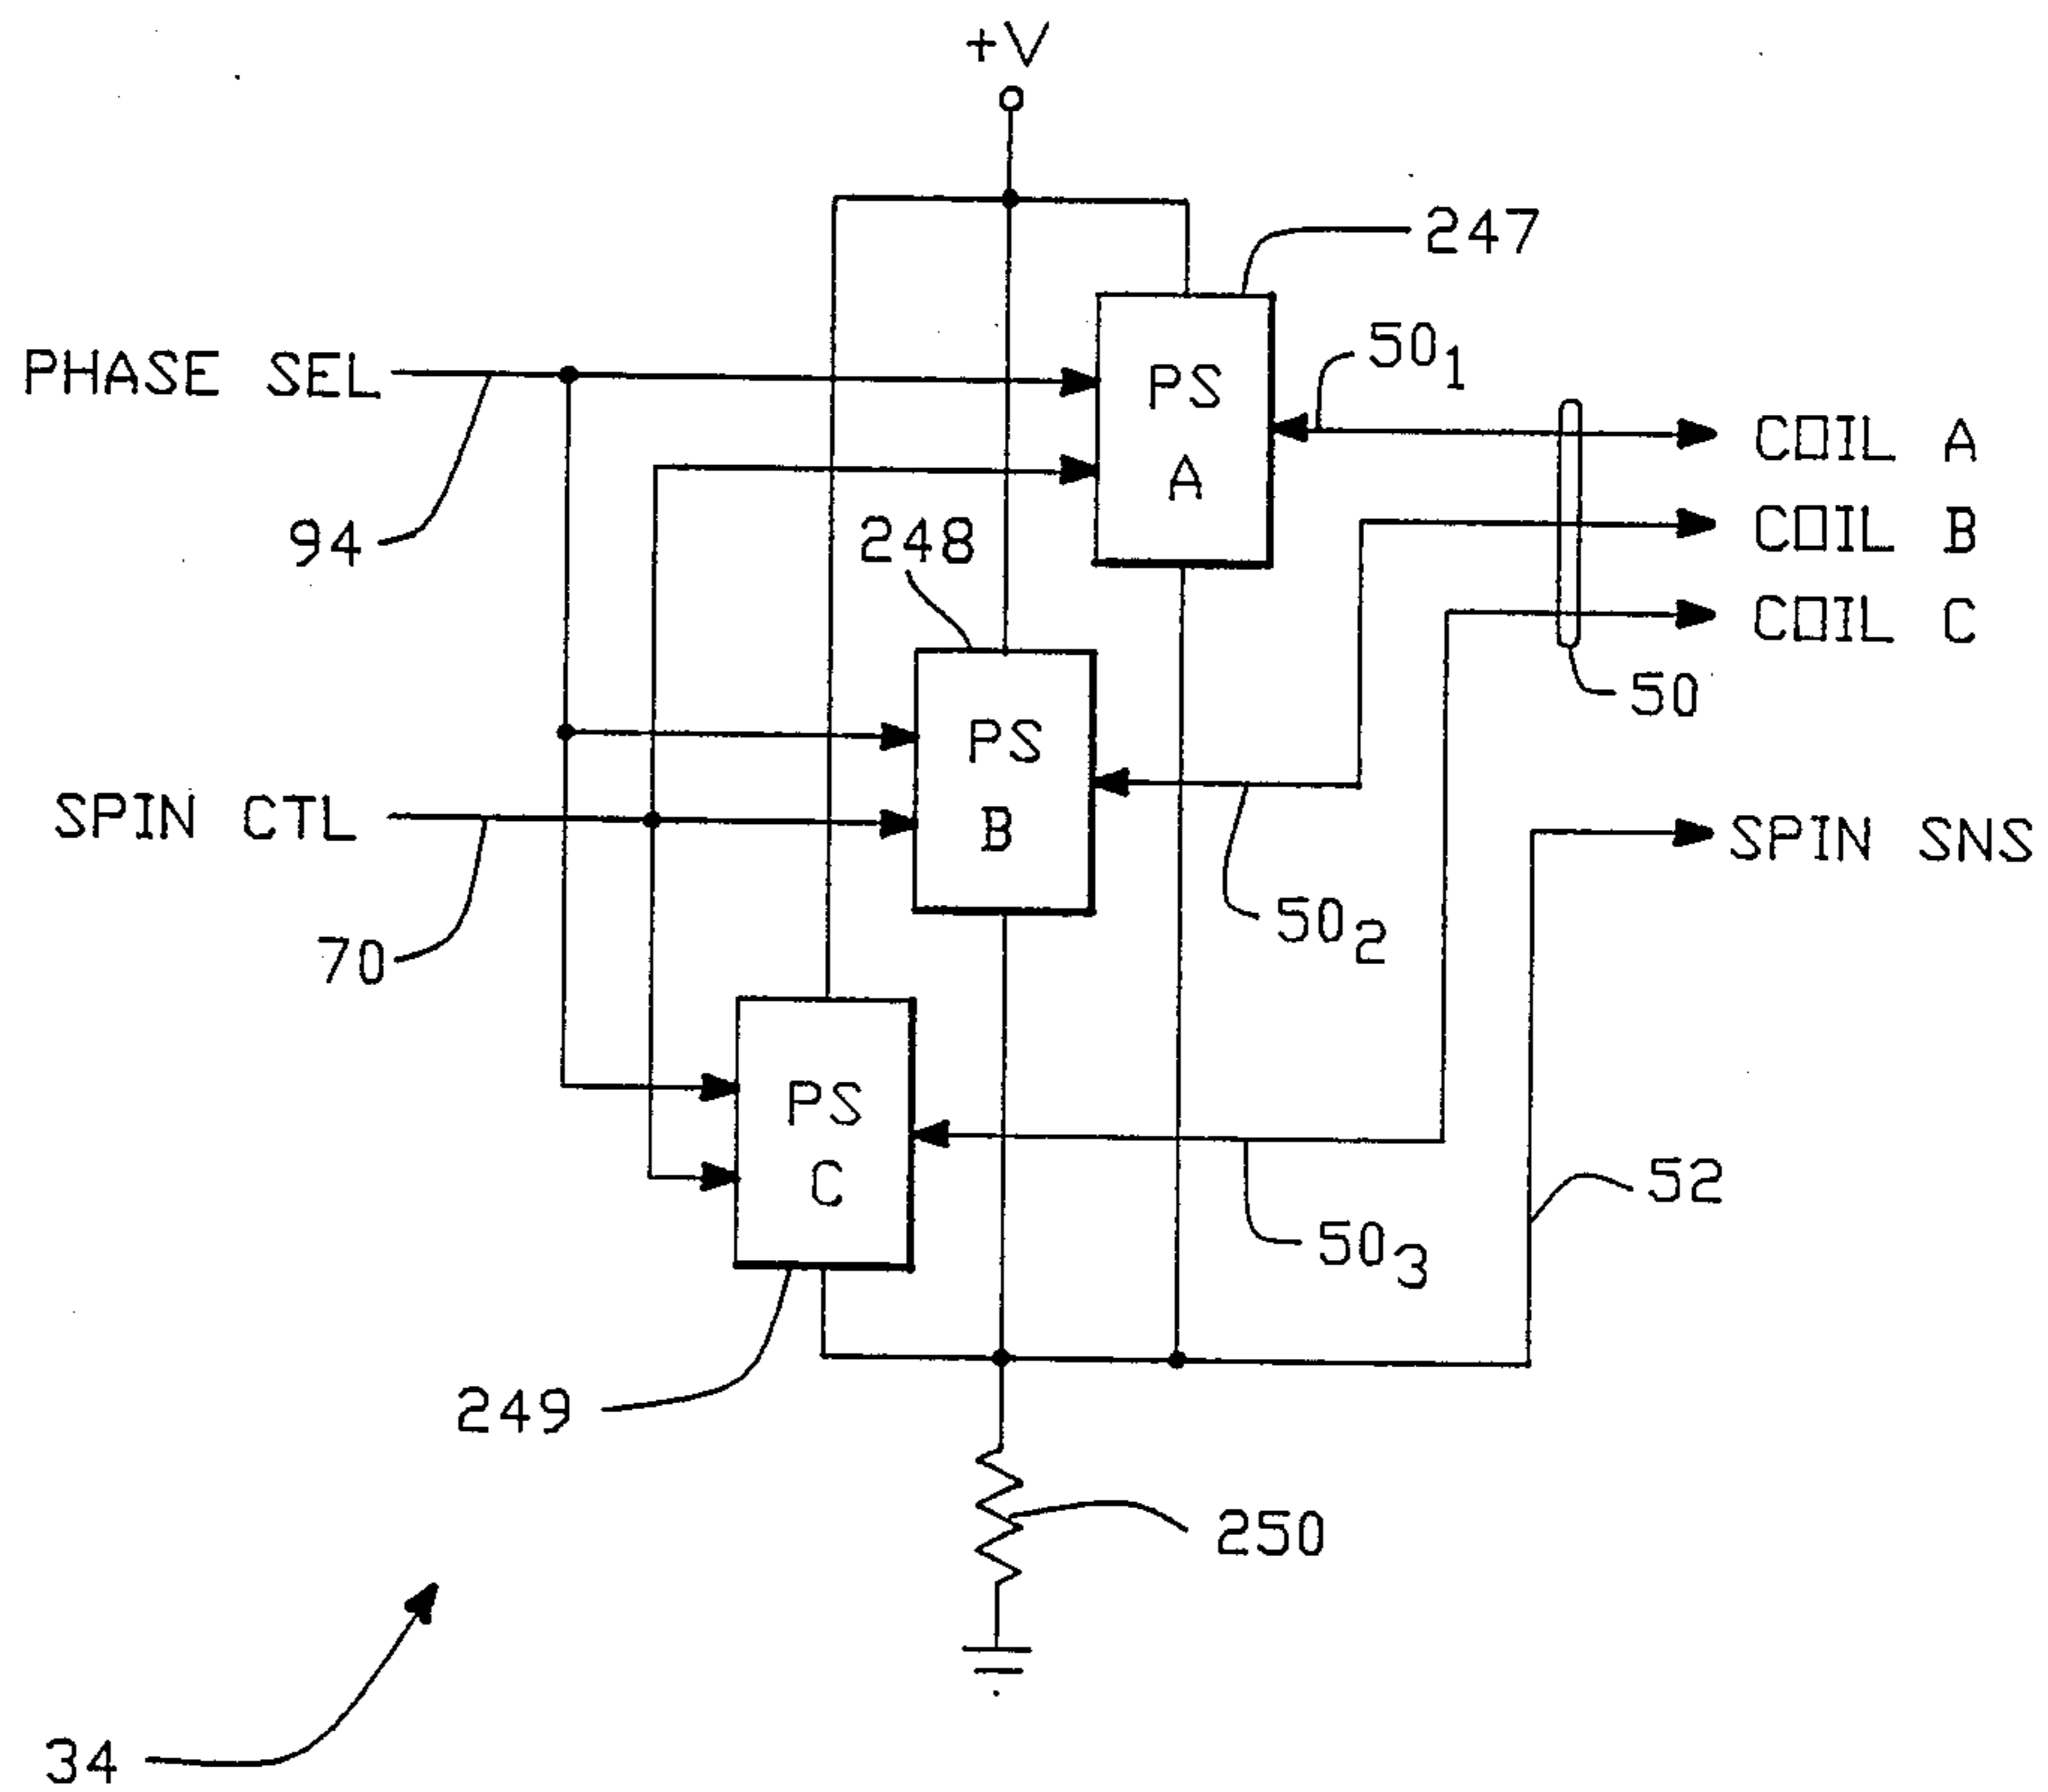 +V
247
PHASE SEL
50₁
PS
A
COIL A
94
248
COIL B
COIL C
50
PS
B
SPIN CTL
SPIN SNS
50₂
70
PS
C
52
50₃
249
250
34